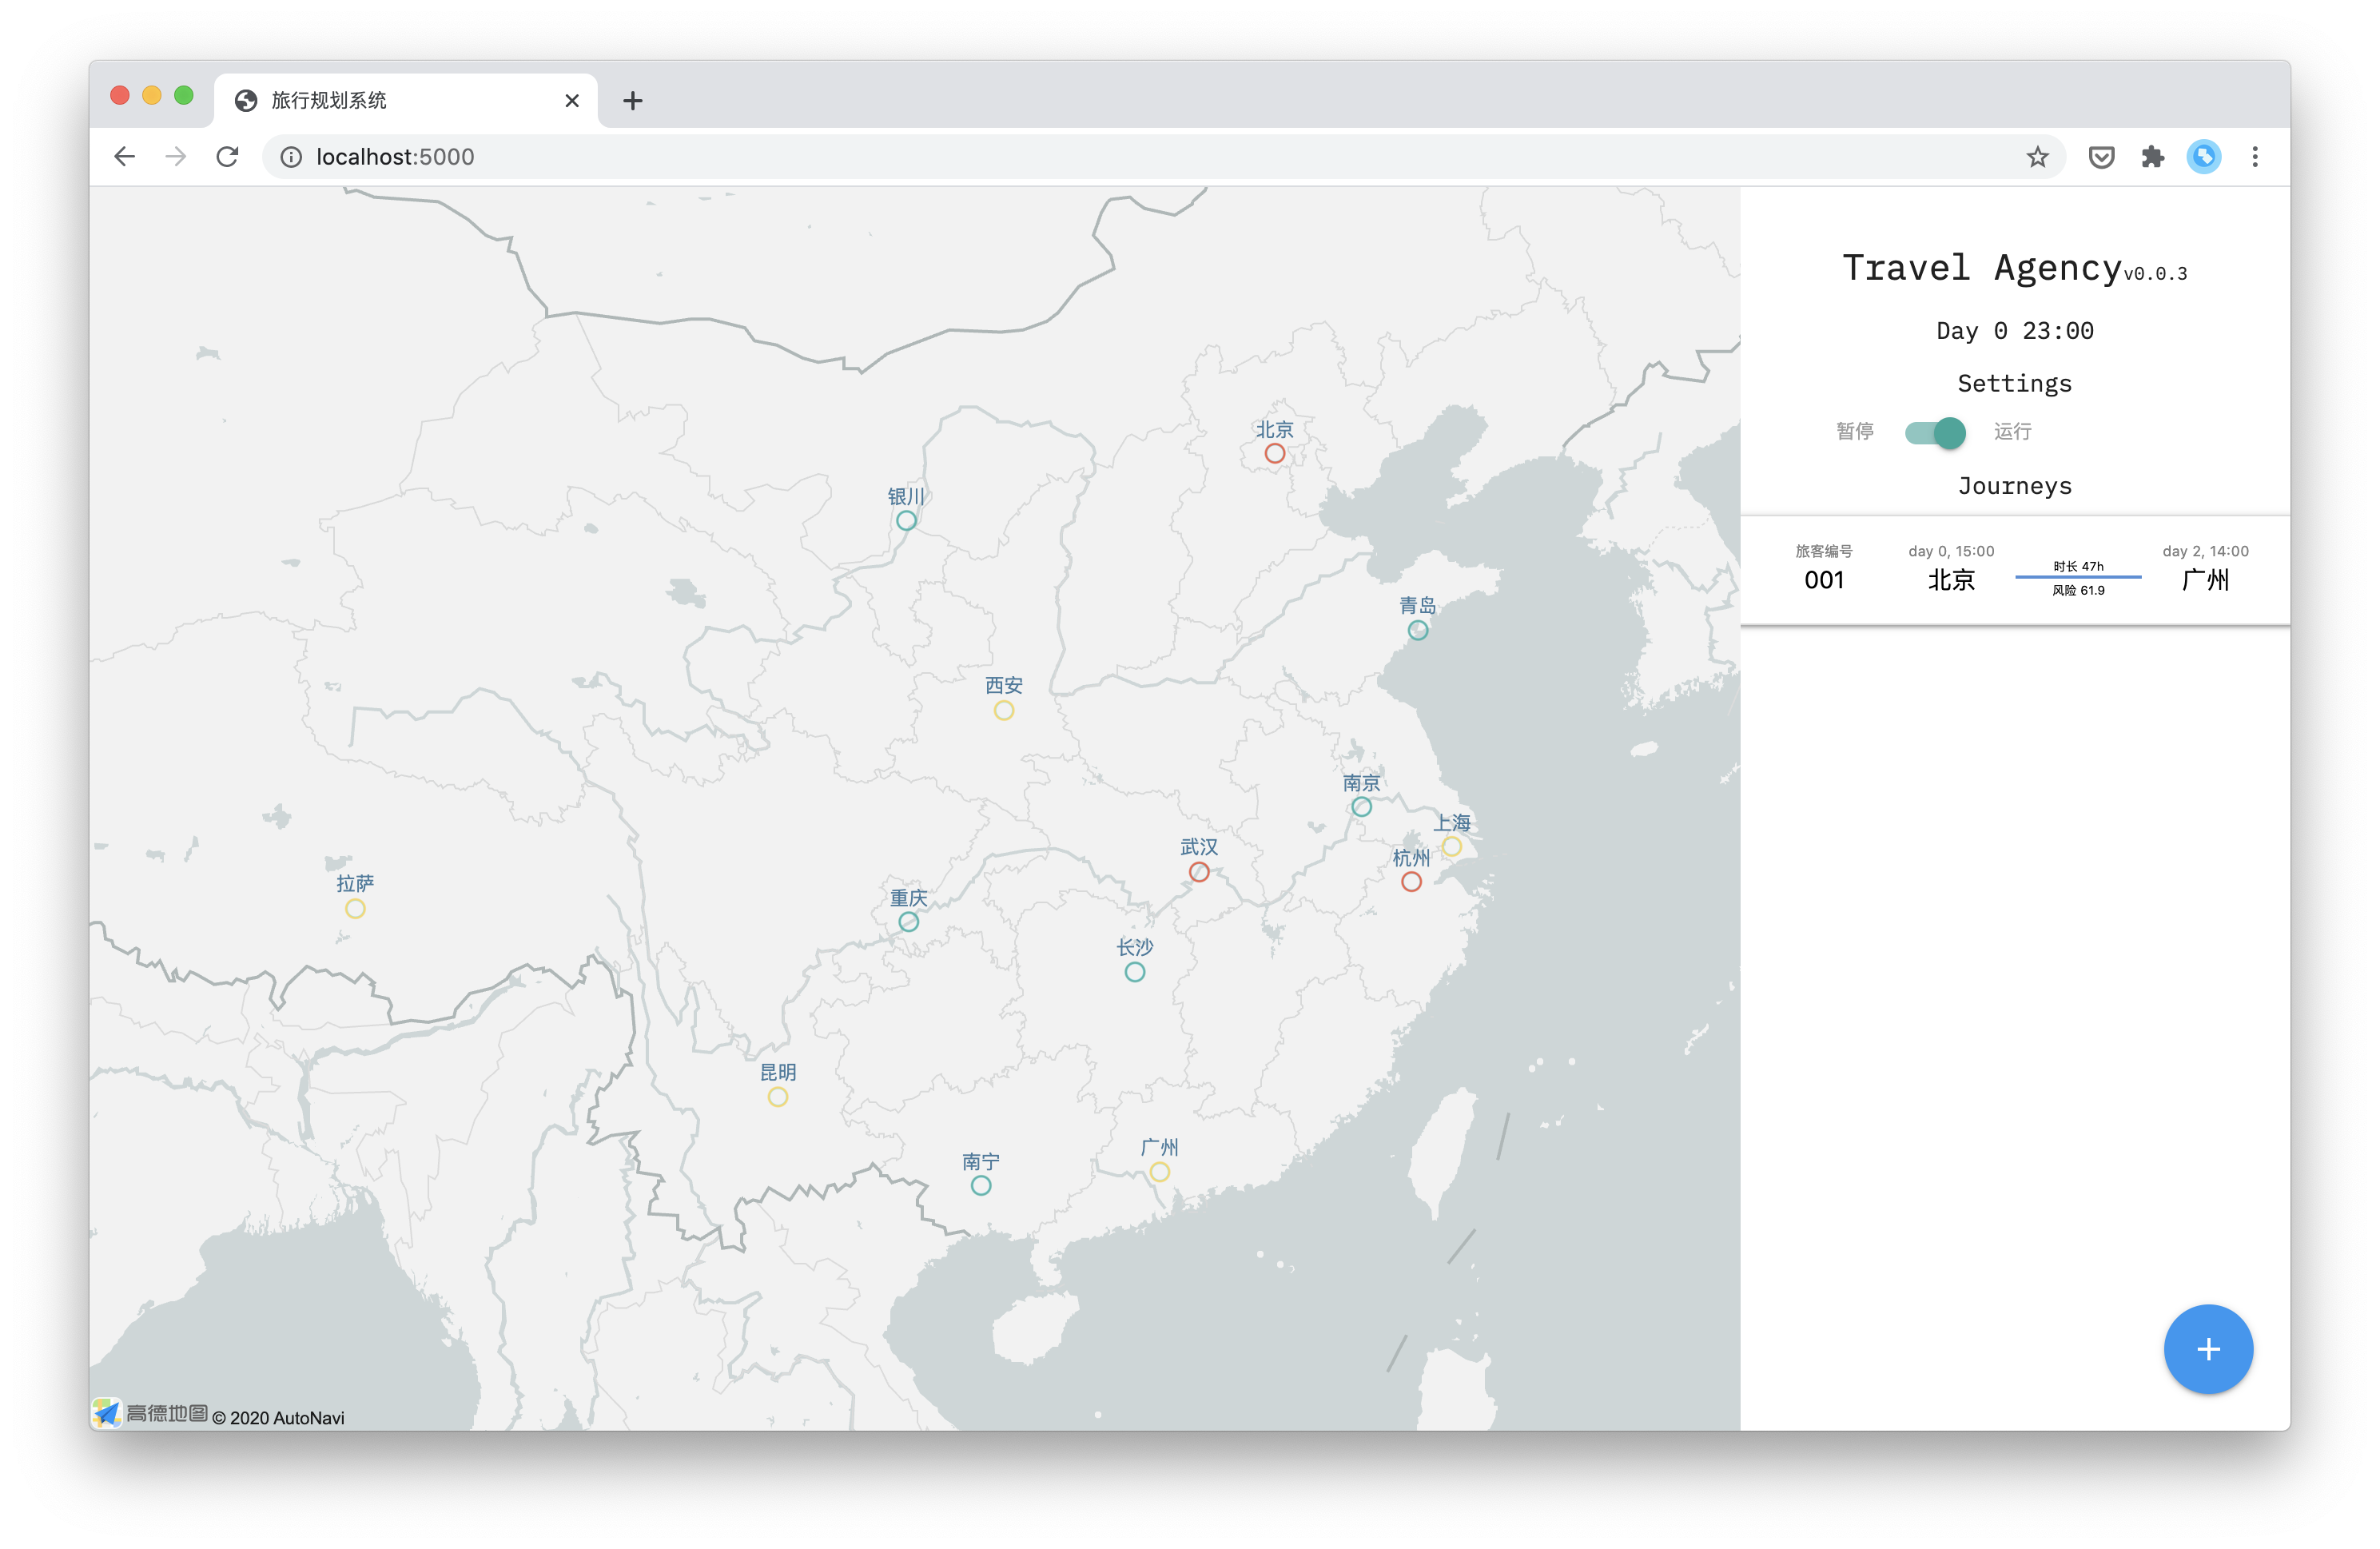 旅行规划系统
localhost:5000
北京
银川
青岛
西安
南京
上海
武汉
杭州
拉萨
重庆
长沙
昆明
广州
南宁
高德地图 © 2020 AutoNavi
Travel Agency v0.0.3
Day 0 23:00
Settings
暂停 运行
Journeys
旅客编号 day 0, 15:00 day 2, 14:00
001 北京 时长 47h 广州
风险 61.9